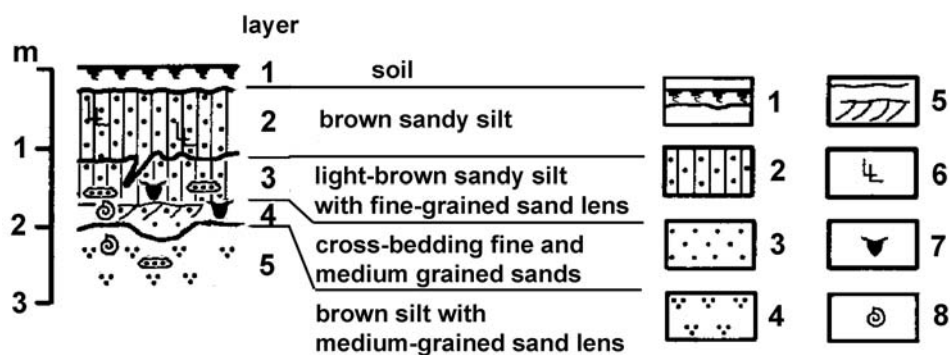 layer
m
1 soil
2 brown sandy silt
1
3 light-brown sandy silt
with fine-grained sand lens
2
4 cross-bedding fine and
medium grained sands
5
3
brown silt with
medium-grained sand lens
1
2
3
4
5
6
7
8